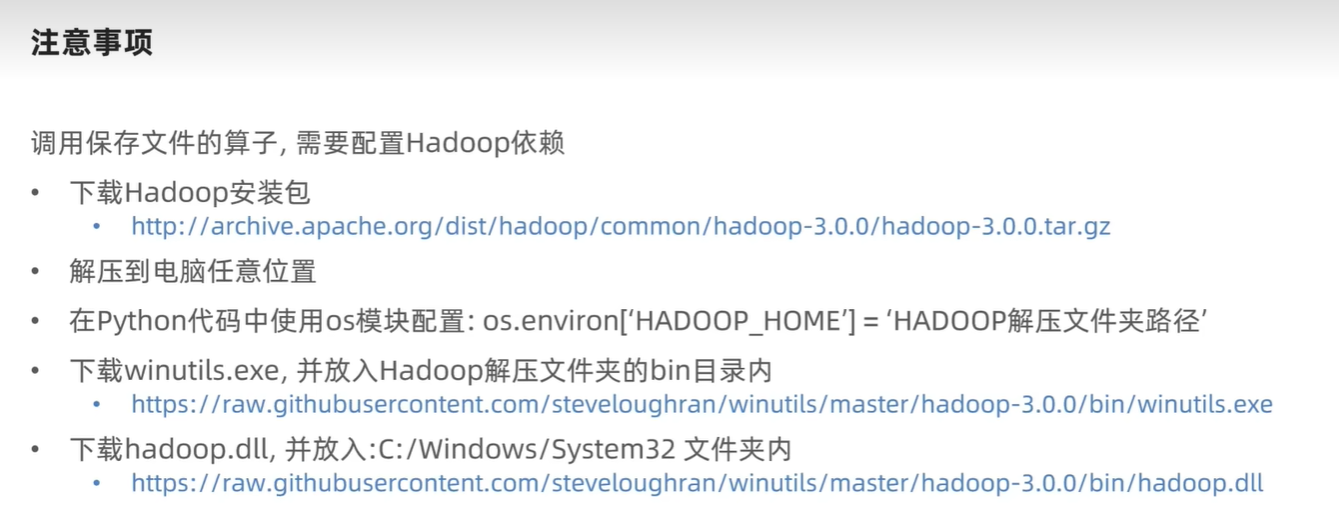 注意事项
调用保存文件的算子, 需要配置Hadoop依赖
• 下载Hadoop安装包
• http://archive.apache.org/dist/hadoop/common/hadoop-3.0.0/hadoop-3.0.0.tar.gz
• 解压到电脑任意位置
• 在Python代码中使用os模块配置: os.environ[‘HADOOP_HOME’] = ‘HADOOP解压文件夹路径’
• 下载winutils.exe, 并放入Hadoop解压文件夹的bin目录内
• https://raw.githubusercontent.com/steveloughran/winutils/master/hadoop-3.0.0/bin/winutils.exe
• 下载hadoop.dll, 并放入:C:/Windows/System32 文件夹内
• https://raw.githubusercontent.com/steveloughran/winutils/master/hadoop-3.0.0/bin/hadoop.dll